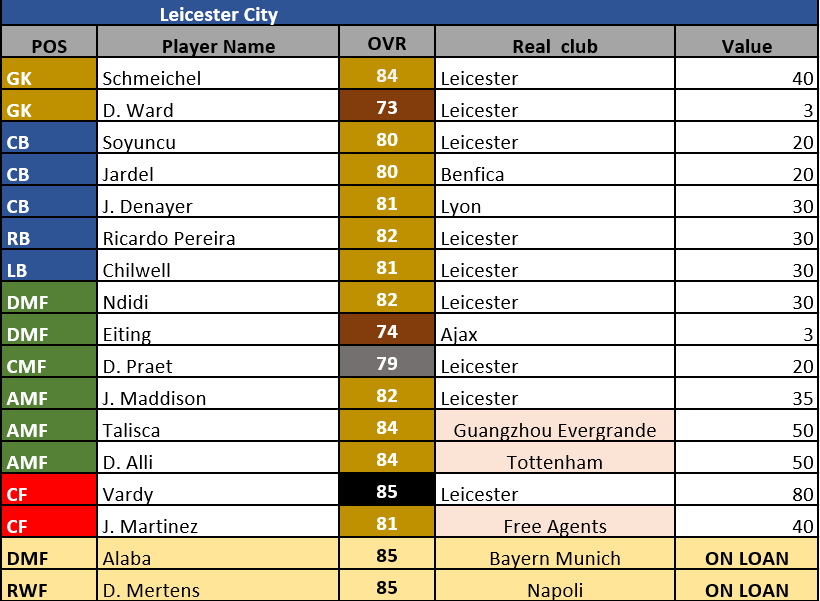 Leicester City
POS Player Name OVR Real club Value
GK Schmeichel 84 Leicester 40
GK D. Ward 73 Leicester 3
CB Soyuncu 80 Leicester 20
CB Jardel 80 Benfica 20
CB J. Denayer 81 Lyon 30
RB Ricardo Pereira 82 Leicester 30
LB Chilwell 81 Leicester 30
DMF Ndidi 82 Leicester 30
DMF Eiting 74 Ajax 3
CMF D. Praet 79 Leicester 20
AMF J. Maddison 82 Leicester 35
AMF Talisca 84 Guangzhou Evergrande 50
AMF D. Alli 84 Tottenham 50
CF Vardy 85 Leicester 80
CF J. Martinez 81 Free Agents 40
DMF Alaba 85 Bayern Munich ON LOAN
RWF D. Mertens 85 Napoli ON LOAN